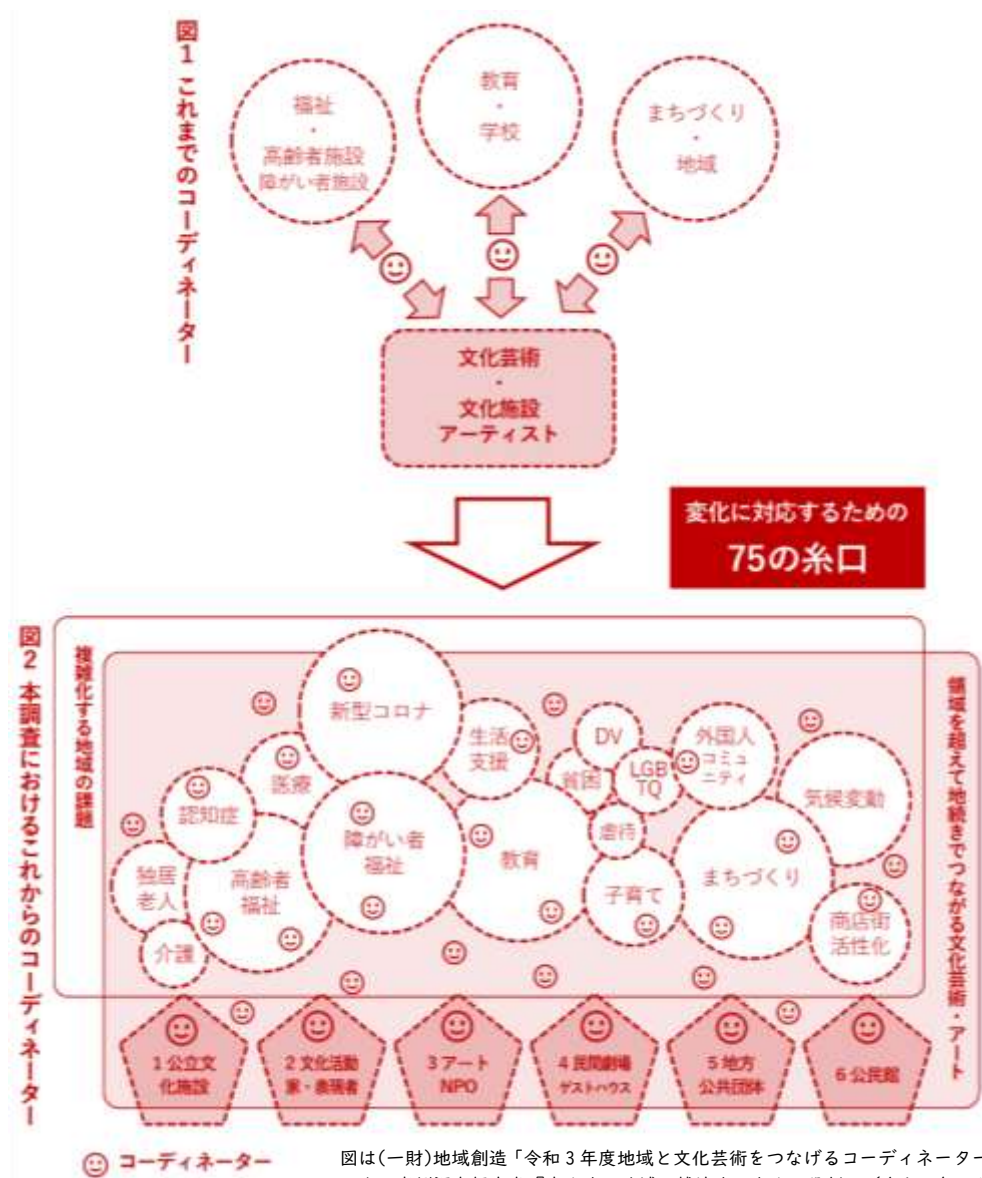 図1 これまでのコーディネーター
福祉
・
高齢者施設
障がい者施設
教育
・
学校
まちづくり
・
地域
文化芸術
・
文化施設
アーティスト
変化に対応するための
75の糸口
図2 本調査におけるこれからのコーディネーター
複雑化する地域の課題
領域を超えて地続きでつながる文化芸術・アート
新型コロナ
生活
支援
DV
外国人
コミュ
ニティ
医療
貧困
LGB
TQ
気候変動
認知症
障がい者
福祉
虐待
教育
独居
老人
高齢者
福祉
子育て
まちづくり
介護
商店街
活性化
1 公立文
化施設
2 文化活動
家・表現者
3 アート
NPO
4 民間劇場
ゲストハウス
5 地方
公共団体
6 公民館
コーディネーター
図は(一財)地域創造「令和3年度地域と文化芸術をつなげるコーディネーター